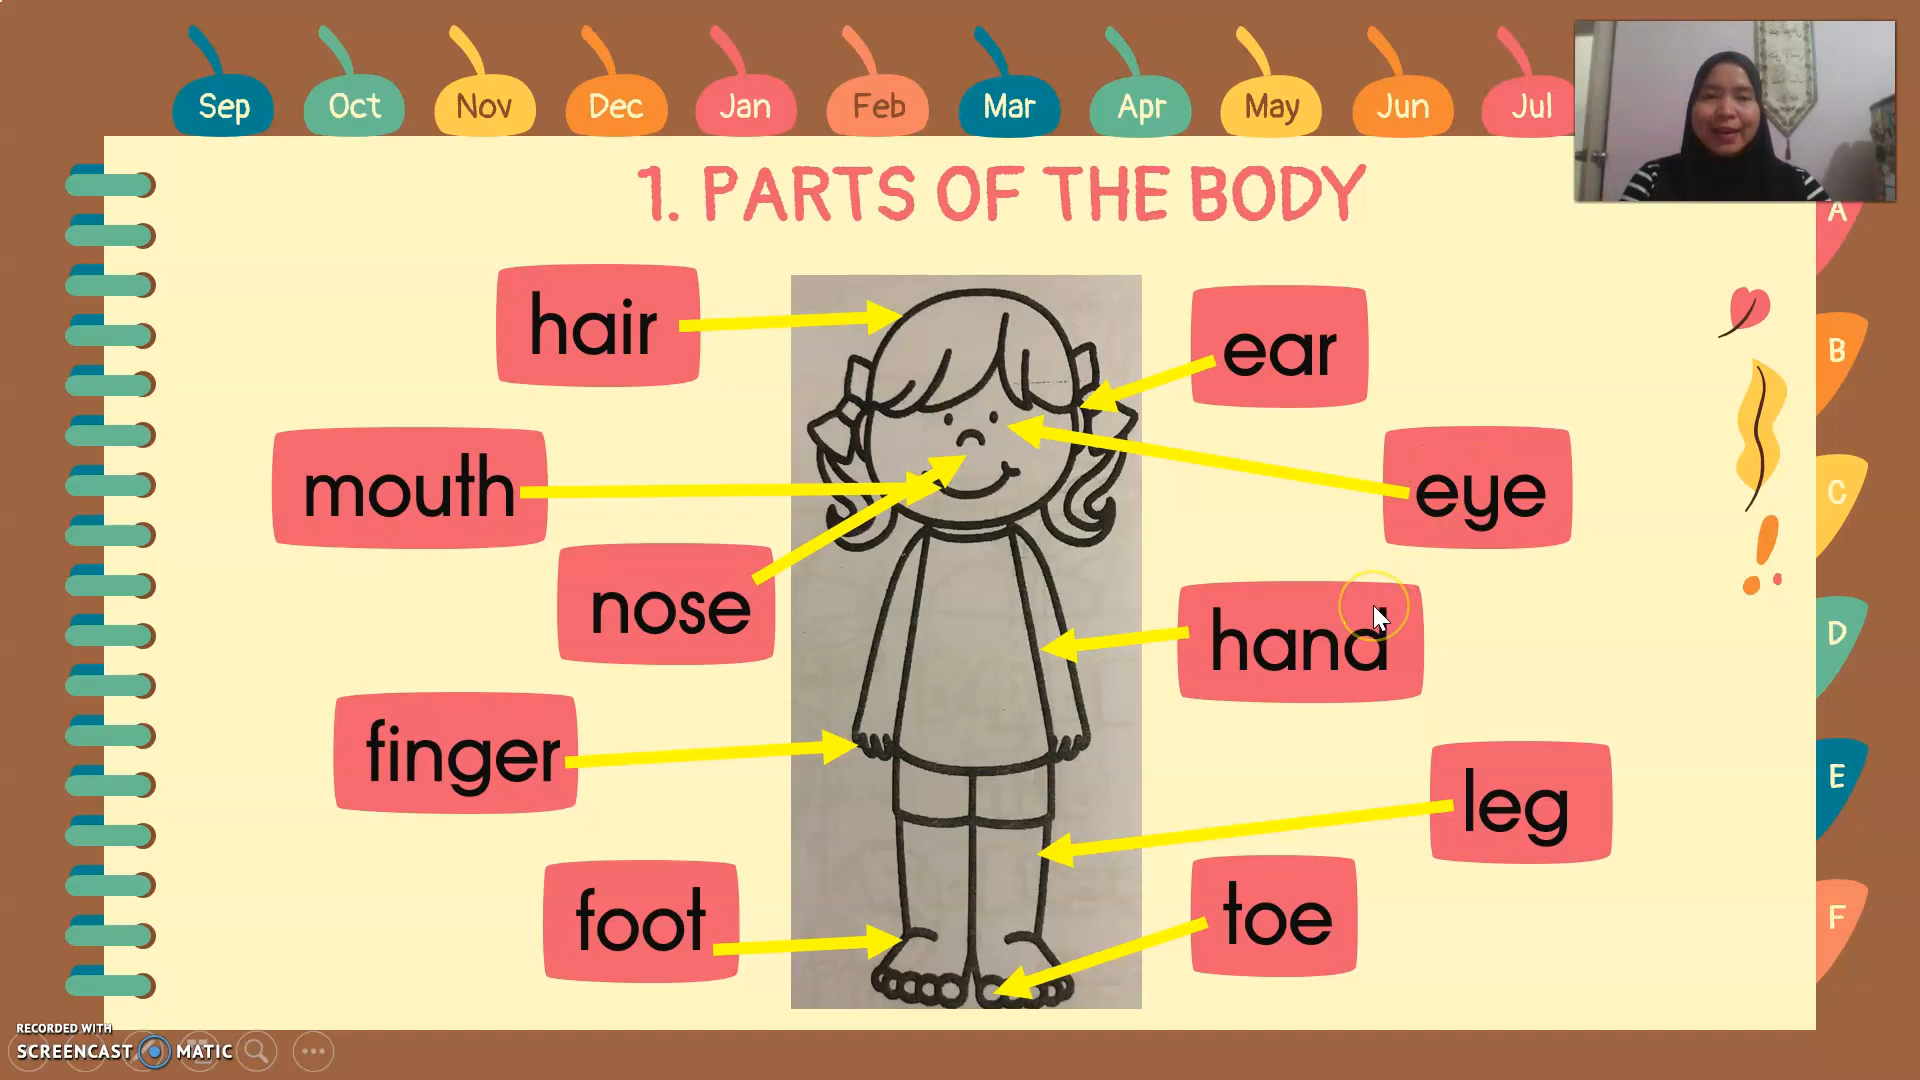 Sep Oct Nov Dec Jan Feb Mar Apr May Jun Jul
1. PARTS OF THE BODY
hair
ear
mouth
eye
nose
hand
finger
leg
foot
toe
A
B
C
D
E
F
RECORDED WITH
SCREENCAST MATIC